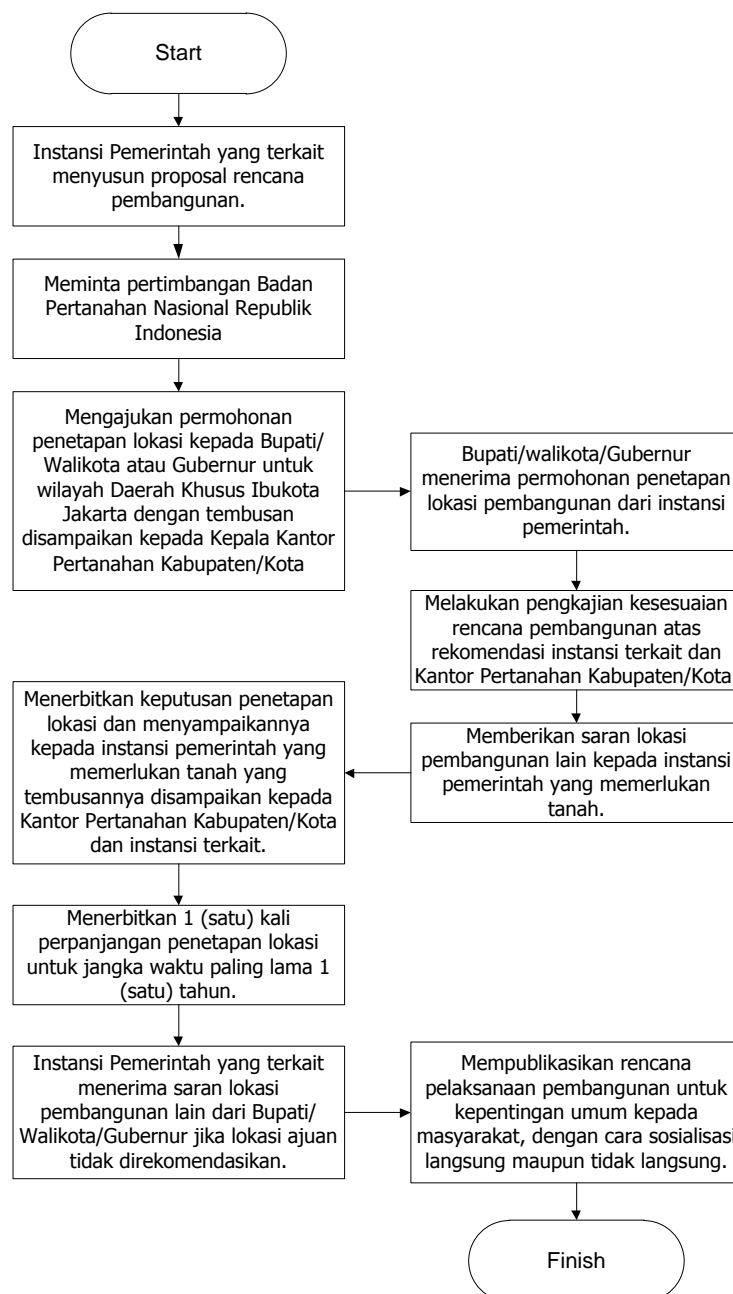 Start
Instansi Pemerintah yang terkait
menyusun proposal rencana
pembangunan.
Meminta pertimbangan Badan
Pertanahan Nasional Republik
Indonesia
Mengajukan permohonan
penetapan lokasi kepada Bupati/
Walikota atau Gubernur untuk
wilayah Daerah Khusus Ibukota
Jakarta dengan tembusan
disampaikan kepada Kepala Kantor
Pertanahan Kabupaten/Kota
Bupati/walikota/Gubernur
menerima permohonan penetapan
lokasi pembangunan dari instansi
pemerintah.
Melakukan pengkajian kesesuaian
rencana pembangunan atas
rekomendasi instansi terkait dan
Kantor Pertanahan Kabupaten/Kota
Memberikan saran lokasi
pembangunan lain kepada instansi
pemerintah yang memerlukan
tanah.
Menerbitkan keputusan penetapan
lokasi dan menyampaikannya
kepada instansi pemerintah yang
memerlukan tanah yang
tembusannya disampaikan kepada
Kantor Pertanahan Kabupaten/Kota
dan instansi terkait.
Menerbitkan 1 (satu) kali
perpanjangan penetapan lokasi
untuk jangka waktu paling lama 1
(satu) tahun.
Instansi Pemerintah yang terkait
menerima saran lokasi
pembangunan lain dari Bupati/
Walikota/Gubernur jika lokasi ajuan
tidak direkomendasikan.
Mempublikasikan rencana
pelaksanaan pembangunan untuk
kepentingan umum kepada
masyarakat, dengan cara sosialisasi
langsung maupun tidak langsung.
Finish